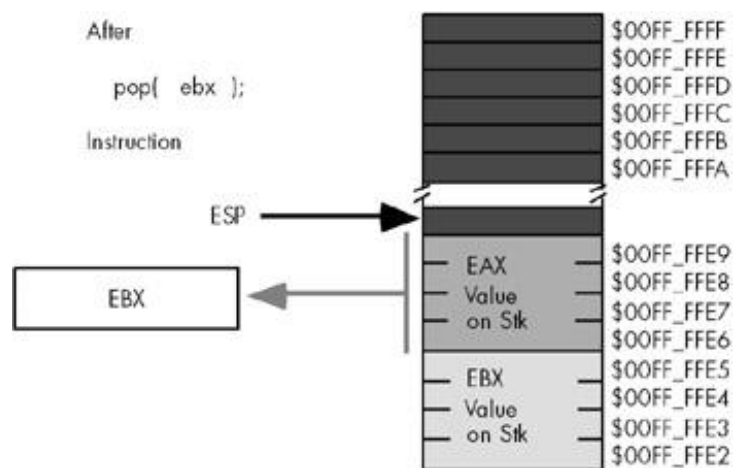 After
pop( ebx );
Instruction
$00FF_FFFF
$00FF_FFFE
$00FF_FFFD
$00FF_FFFC
$00FF_FFFB
$00FF_FFFA
ESP
EBX
EAX
Value
on Stk
$00FF_FFE9
$00FF_FFE8
$00FF_FFE7
$00FF_FFE6
EBX
Value
on Stk
$00FF_FFE5
$00FF_FFE4
$00FF_FFE3
$00FF_FFE2